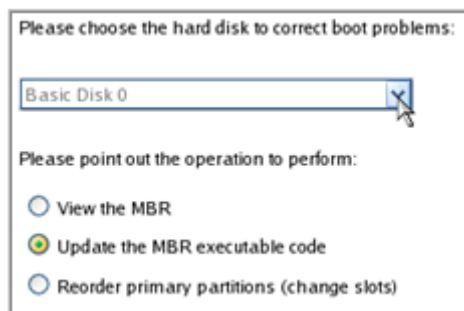 Please choose the hard disk to correct boot problems:
Basic Disk 0
Please point out the operation to perform:
View the MBR
Update the MBR executable code
Reorder primary partitions (change slots)